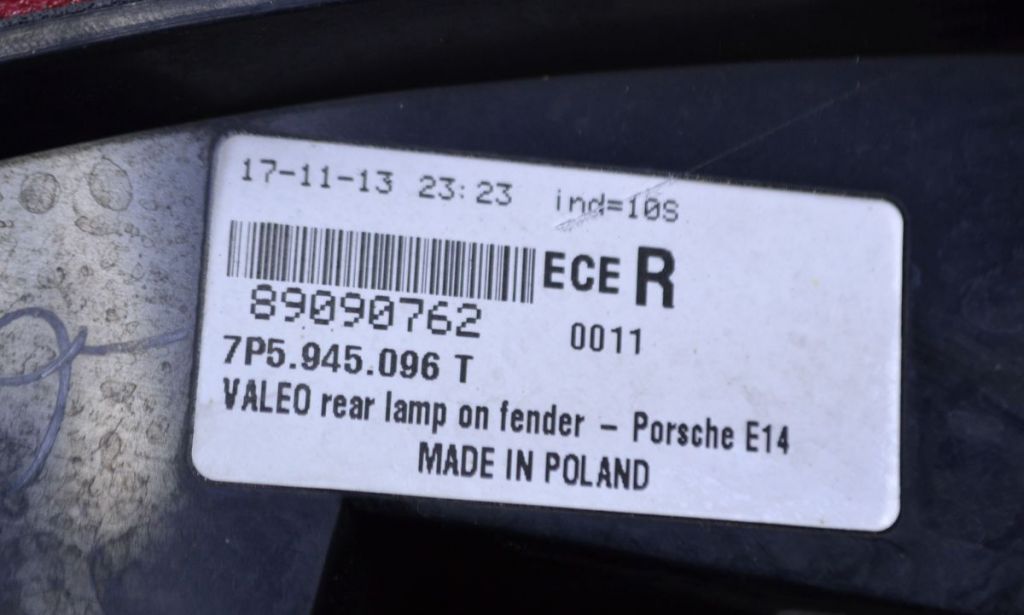 17-11-13 23:23 ind=10S
ECE R
89090762 0011
7P5.945.096 T
VALEO rear lamp on fender – Porsche E14
MADE IN POLAND